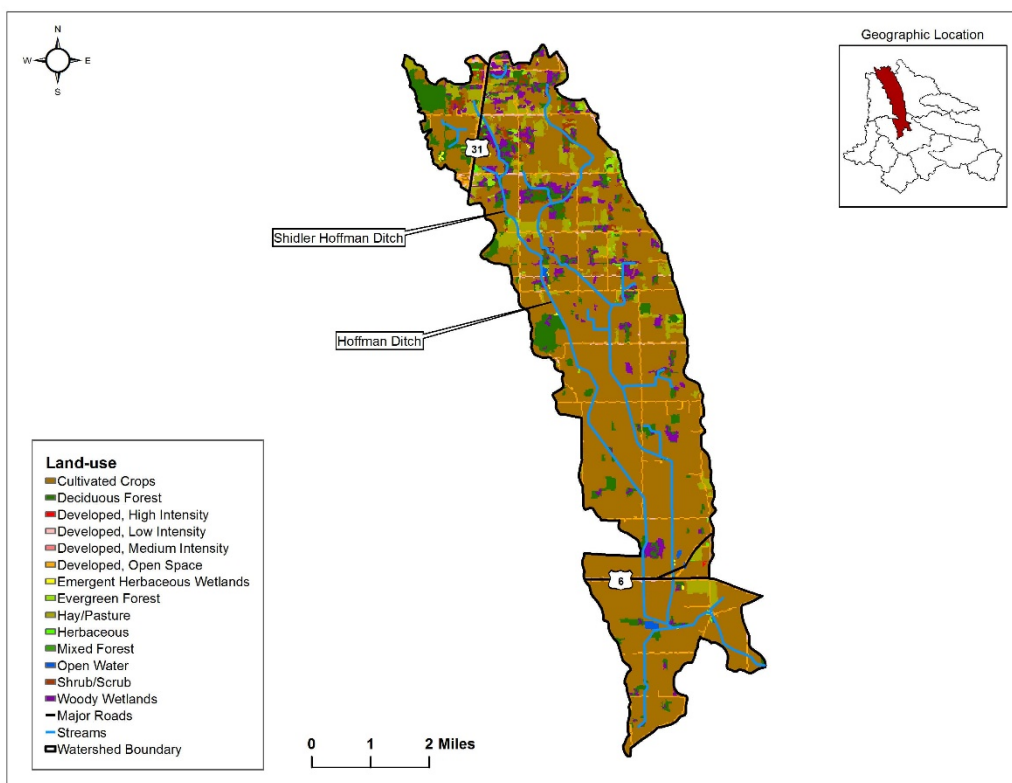 N
W E
S
Geographic Location
31
Shidler Hoffman Ditch
Hoffman Ditch
6
Land-use
Cultivated Crops
Deciduous Forest
Developed, High Intensity
Developed, Low Intensity
Developed, Medium Intensity
Developed, Open Space
Emergent Herbaceous Wetlands
Evergreen Forest
Hay/Pasture
Herbaceous
Mixed Forest
Open Water
Shrub/Scrub
Woody Wetlands
Major Roads
Streams
Watershed Boundary
0 1 2 Miles